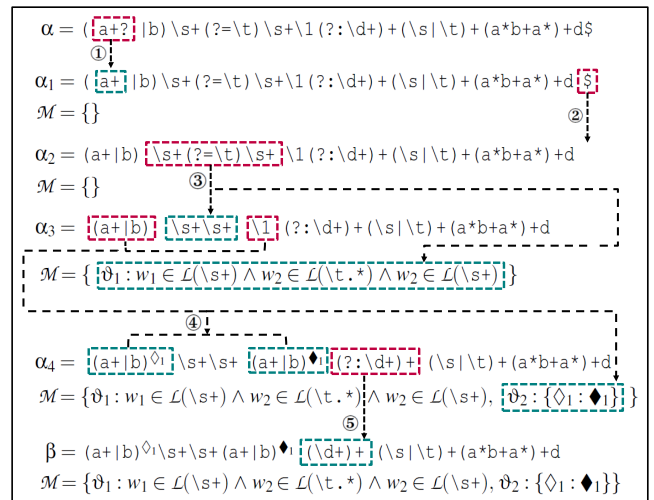 α = ( a+? |b) \s+(?=\t)\s+\1(?:\d+)+(\s|\t)+(a*b+a*)+d$
①
α₁ = ( a+ |b) \s+(?=\t)\s+\1(?:\d+)+(\s|\t)+(a*b+a*)+d $
ℳ = {}
②
α₂ = (a+|b) \s+(?=\t)\s+ \1(?:\d+)+(\s|\t)+(a*b+a*)+d
ℳ = {}
③
α₃ = (a+|b) \s+\s+ \1 (?:\d+)+(\s|\t)+(a*b+a*)+d
ℳ = { ϑ₁ : w₁ ∈ ℒ(\s+) ∧ w₂ ∈ ℒ(\t.*) ∧ w₂ ∈ ℒ(\s+) }
④
α₄ = (a+|b)^◊₁ \s+\s+ (a+|b)^♦₁ (?:\d+)+ (\s|\t)+(a*b+a*)+d
ℳ = {ϑ₁ : w₁ ∈ ℒ(\s+) ∧ w₂ ∈ ℒ(\t.*) ∧ w₂ ∈ ℒ(\s+), ϑ₂ : {◊₁ : ♦₁} }
⑤
β = (a+|b)^◊₁\s+\s+(a+|b)^♦₁ (\d+)+ (\s|\t)+(a*b+a*)+d
ℳ = {ϑ₁ : w₁ ∈ ℒ(\s+) ∧ w₂ ∈ ℒ(\t.*) ∧ w₂ ∈ ℒ(\s+), ϑ₂ : {◊₁ : ♦₁}}